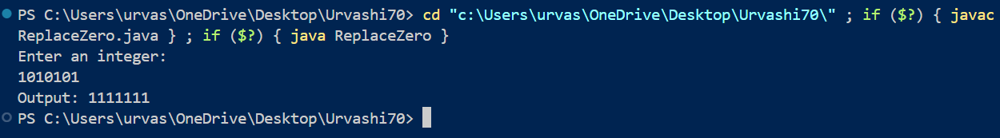 PS C:\Users\urvas\OneDrive\Desktop\Urvashi70> cd "c:\Users\urvas\OneDrive\Desktop\Urvashi70\" ; if ($?) { javac
ReplaceZero.java } ; if ($?) { java ReplaceZero }
Enter an integer:
1010101
Output: 1111111
PS C:\Users\urvas\OneDrive\Desktop\Urvashi70>